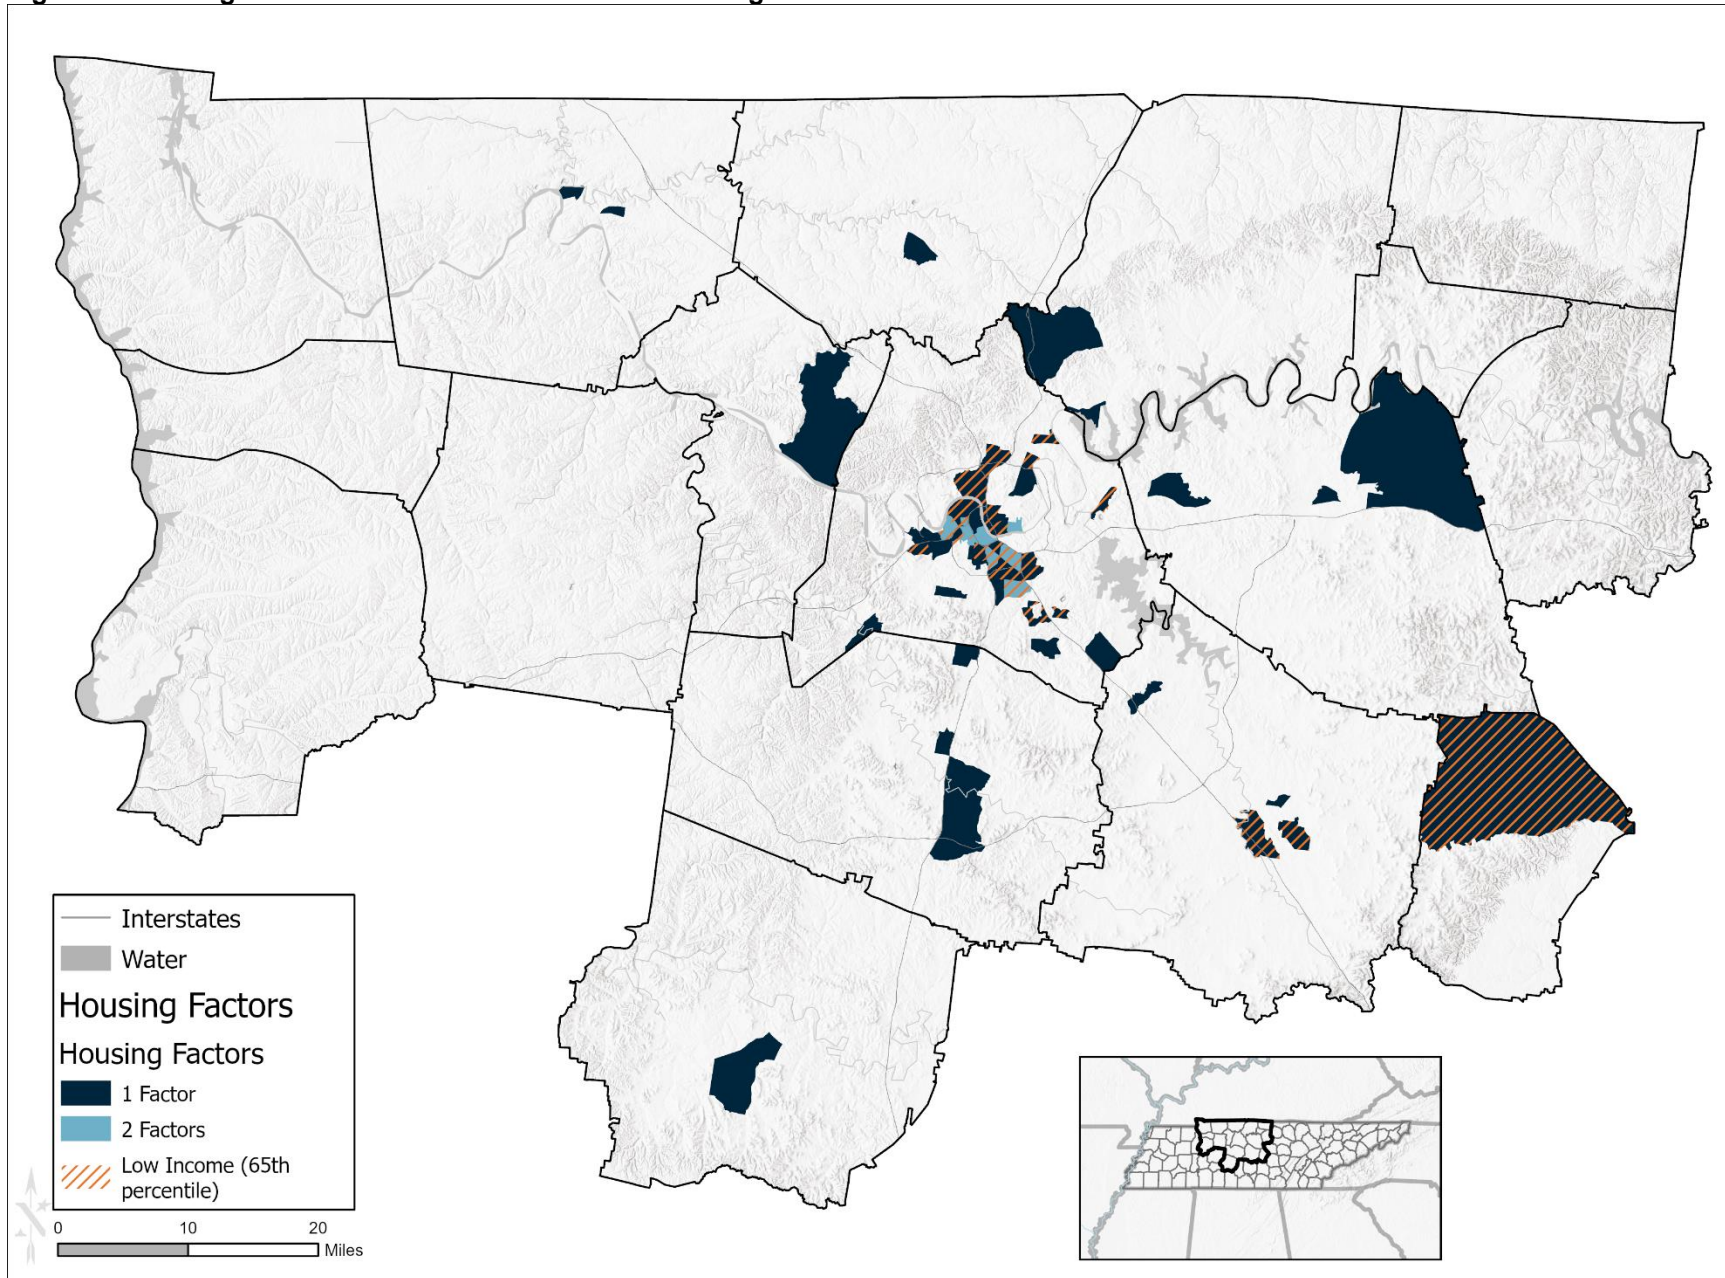 Interstates
Water
Housing Factors
Housing Factors
1 Factor
2 Factors
Low Income (65th
percentile)
N
0 10 20
Miles